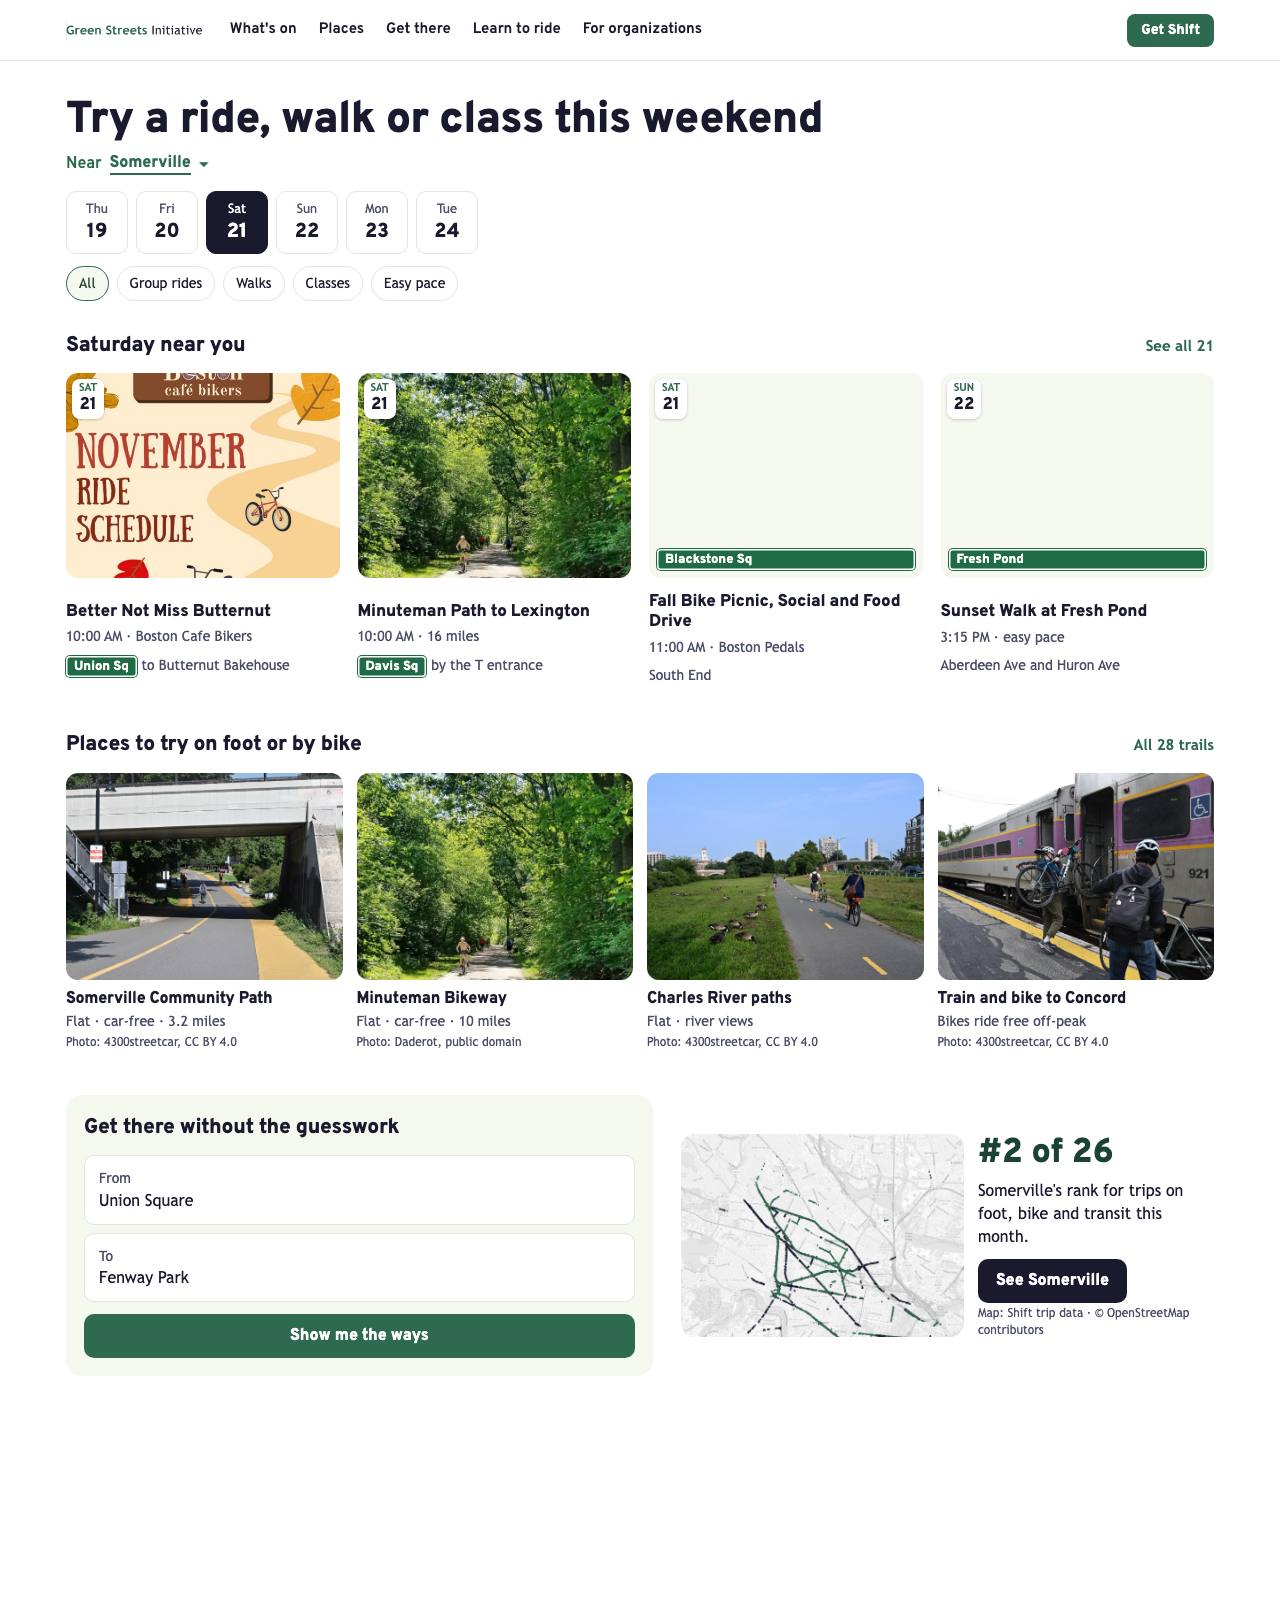 Green Streets Initiative
What's on
Places
Get there
Learn to ride
For organizations
Get Shift
Try a ride, walk or class this weekend
Near Somerville
Thu
19
Fri
20
Sat
21
Sun
22
Mon
23
Tue
24
All
Group rides
Walks
Classes
Easy pace
Saturday near you
See all 21
SAT
21
Boston
café bikers
NOVEMBER
RIDE
SCHEDULE
Better Not Miss Butternut
10:00 AM · Boston Cafe Bikers
Union Sq to Butternut Bakehouse
SAT
21
Minuteman Path to Lexington
10:00 AM · 16 miles
Davis Sq by the T entrance
SAT
21
Blackstone Sq
Fall Bike Picnic, Social and Food
Drive
11:00 AM · Boston Pedals
South End
SUN
22
Fresh Pond
Sunset Walk at Fresh Pond
3:15 PM · easy pace
Aberdeen Ave and Huron Ave
Places to try on foot or by bike
All 28 trails
Somerville Community Path
Flat · car-free · 3.2 miles
Photo: 4300streetcar, CC BY 4.0
Minuteman Bikeway
Flat · car-free · 10 miles
Photo: Daderot, public domain
Charles River paths
Flat · river views
Photo: 4300streetcar, CC BY 4.0
921
Train and bike to Concord
Bikes ride free off-peak
Photo: 4300streetcar, CC BY 4.0
Get there without the guesswork
From
Union Square
To
Fenway Park
Show me the ways
#2 of 26
Somerville's rank for trips on
foot, bike and transit this
month.
See Somerville
Map: Shift trip data · © OpenStreetMap
contributors